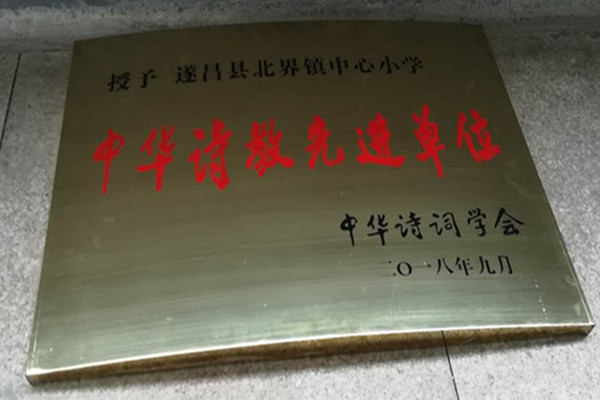 授予 遂昌县北界镇中心小学
中华诗教先进单位
中华诗词学会
二〇一八年九月